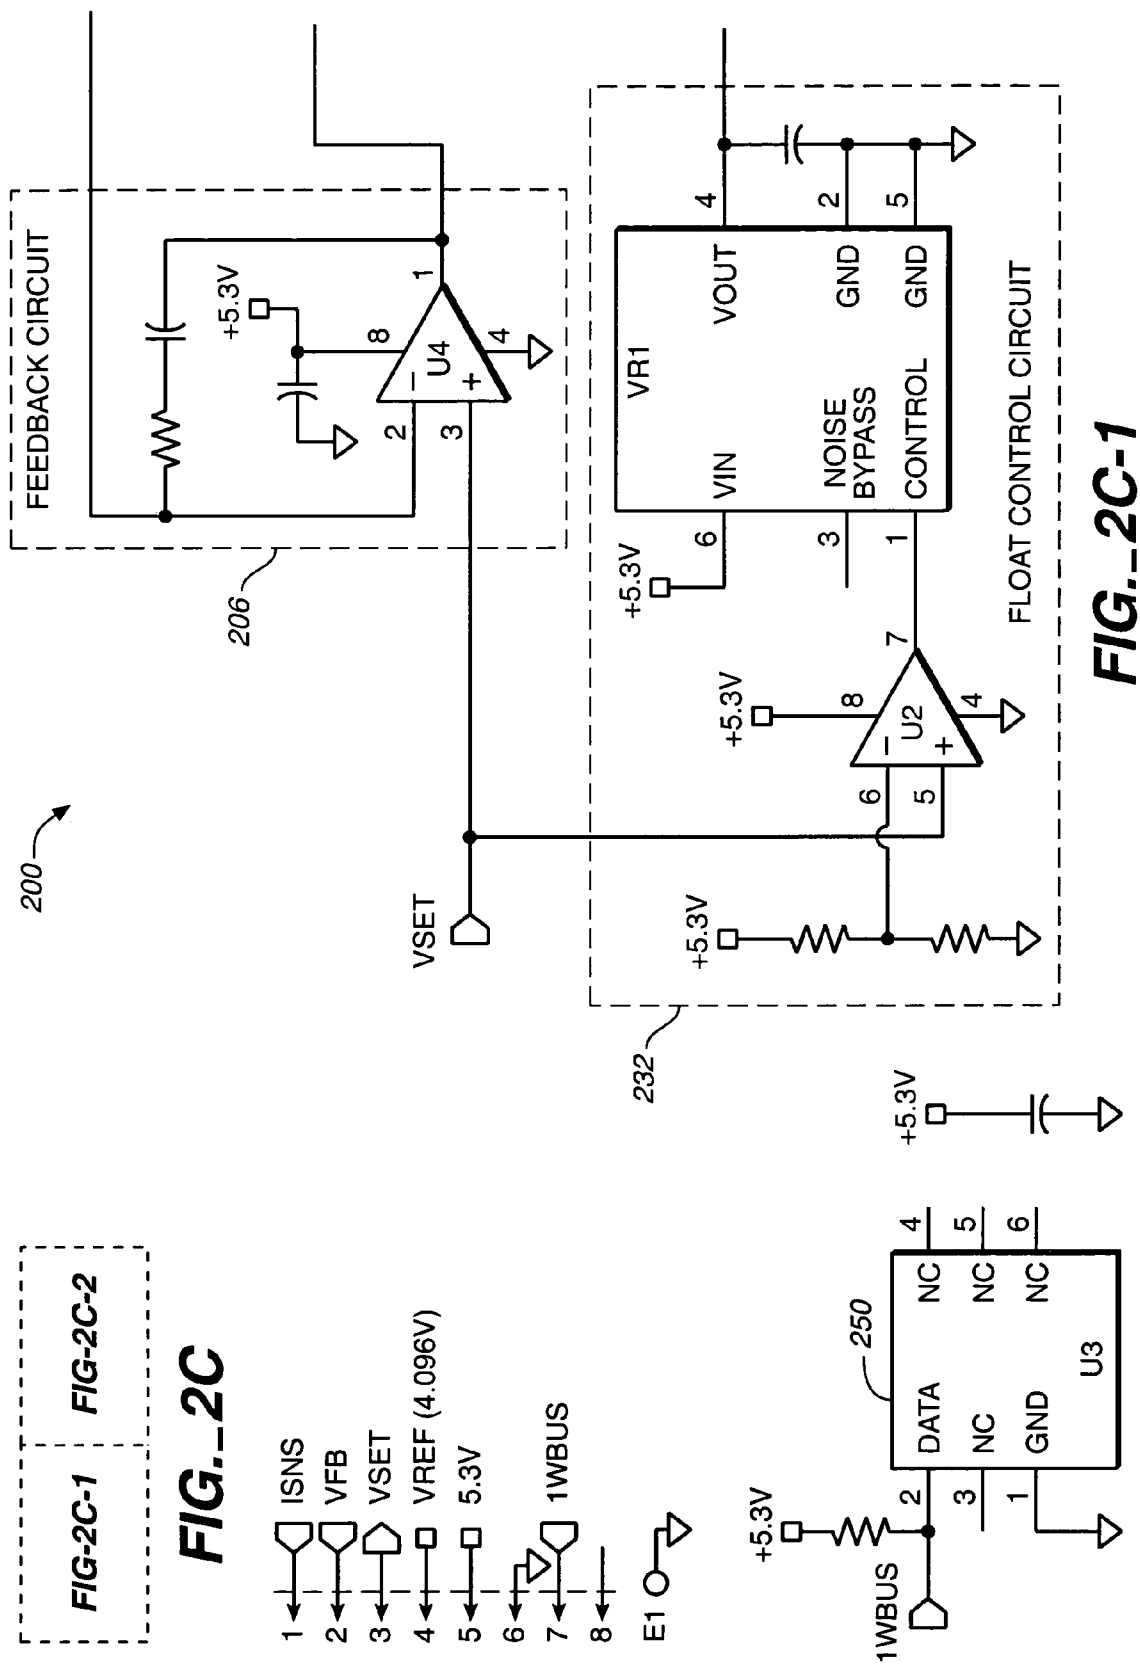 FIG-2C-1
FIG-2C-2
FIG._2C
1
ISNS
2
VFB
3
VSET
4
VREF (4.096V)
5
5.3V
6
7
1WBUS
8
E1
+5.3V
1WBUS
2
3
1
DATA
NC
GND
250
U3
NC
NC
NC
4
5
6
+5.3V
200
206
FEEDBACK CIRCUIT
+5.3V
8
1
2
3
U4
−
+
4
VSET
232
+5.3V
+5.3V
8
6
5
U2
−
+
4
7
+5.3V
6
3
1
VIN
NOISE
BYPASS
CONTROL
VR1
VOUT
GND
GND
4
2
5
FLOAT CONTROL CIRCUIT
FIG._2C-1